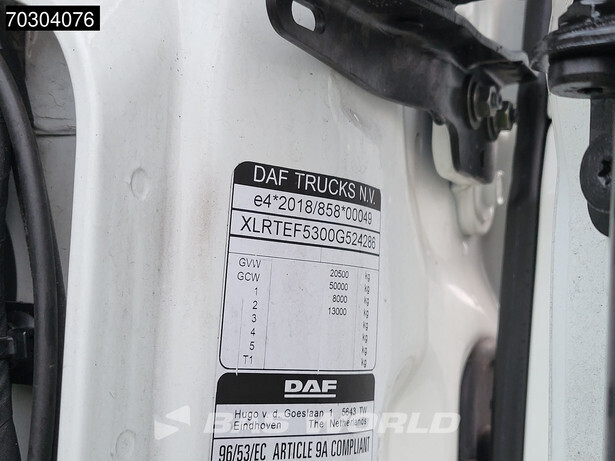 70304076
DAF TRUCKS N.V.
e4*2018/858*00049
XLRTEF5300G524286
GVW 20500 kg
GCW 50000 kg
1 8000 kg
2 13000 kg
3 kg
4 kg
5 kg
T1 kg
DAF
Hugo v. d. Goeslaan 1 5643 TW
Eindhoven The Netherlands
96/53/EC ARTICLE 9A COMPLIANT
BAS WORLD